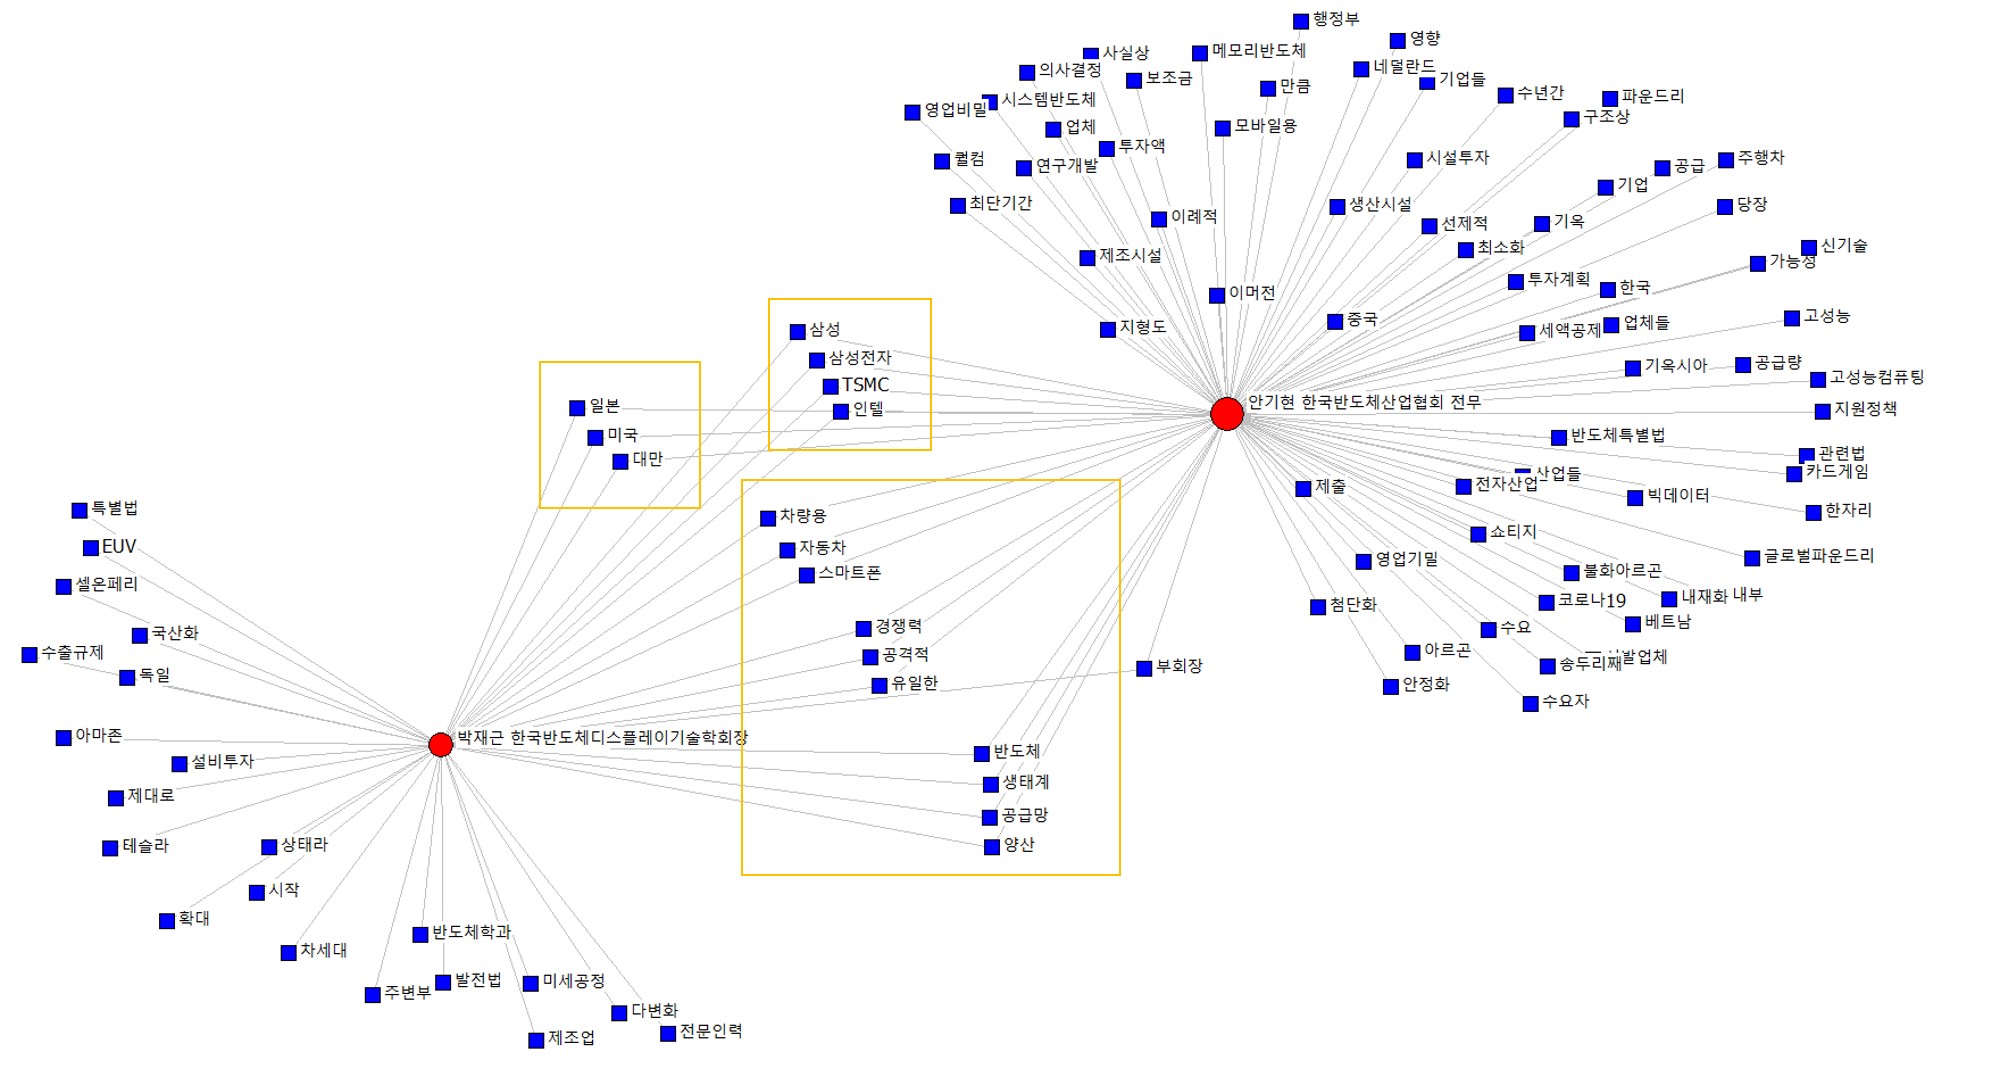 행정부
영향
사실상
메모리반도체
의사결정
보조금
네덜란드
기업들
만큼
수년간
파운드리
영업비밀
시스템반도체
구조상
업체
모바일용
투자액
퀄컴
연구개발
시설투자
공급
주행차
기업
최단기간
이례적
생산시설
선제적
기옥
당장
최소화
신기술
가능성
제조시설
투자계획
한국
이머전
지형도
중국
세액공제
업체들
고성능
삼성
삼성전자
TSMC
인텔
기옥시아
공급량
고성능컴퓨팅
지원정책
안기현 한국반도체산업협회 전무
일본
미국
대만
반도체특별법
관련법
카드게임
산업들
전자산업
제출
빅데이터
한자리
특별법
EUV
셀온페리
국산화
수출규제
독일
차량용
자동차
스마트폰
쇼티지
글로벌파운드리
영업기밀
불화아르곤
코로나19
내재화
내부
첨단화
베트남
수요
경쟁력
공격적
유일한
부회장
아르곤
송두리째
발업체
안정화
수요자
아마존
박재근 한국반도체디스플레이기술학회장
설비투자
제대로
테슬라
상태라
시작
확대
차세대
반도체
생태계
공급망
양산
반도체학과
주변부
발전법
미세공정
다변화
제조업
전문인력